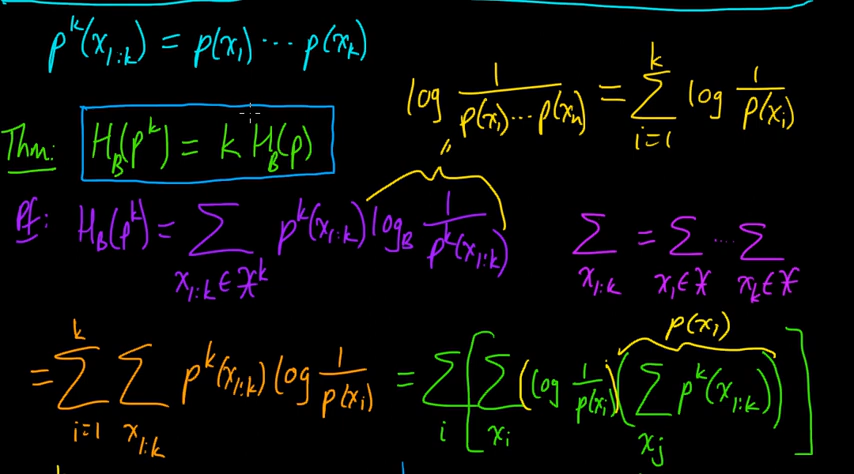 p^k(x_{1:k}) = p(x_1) ⋯ p(x_k)
log 1/(p(x_1)⋯p(x_n)) = ∑_{i=1}^{k} log 1/p(x_i)
Thm: H_B(p^k) = k H_B(p)
"
Pf: H_B(p^k) = ∑_{x_{1:k}∈𝒳^k} p^k(x_{1:k}) log_B 1/p^k(x_{1:k})
∑_{x_{1:k}} = ∑_{x_1∈𝒳} ⋯ ∑_{x_k∈𝒳}
p(x_i)
= ∑_{i=1}^{k} ∑_{x_{1:k}} p^k(x_{1:k}) log 1/p(x_i) = ∑_i [ ∑_{x_i} (log 1/p(x_i)) ( ∑_{x_j} p^k(x_{1:k}) ) ]